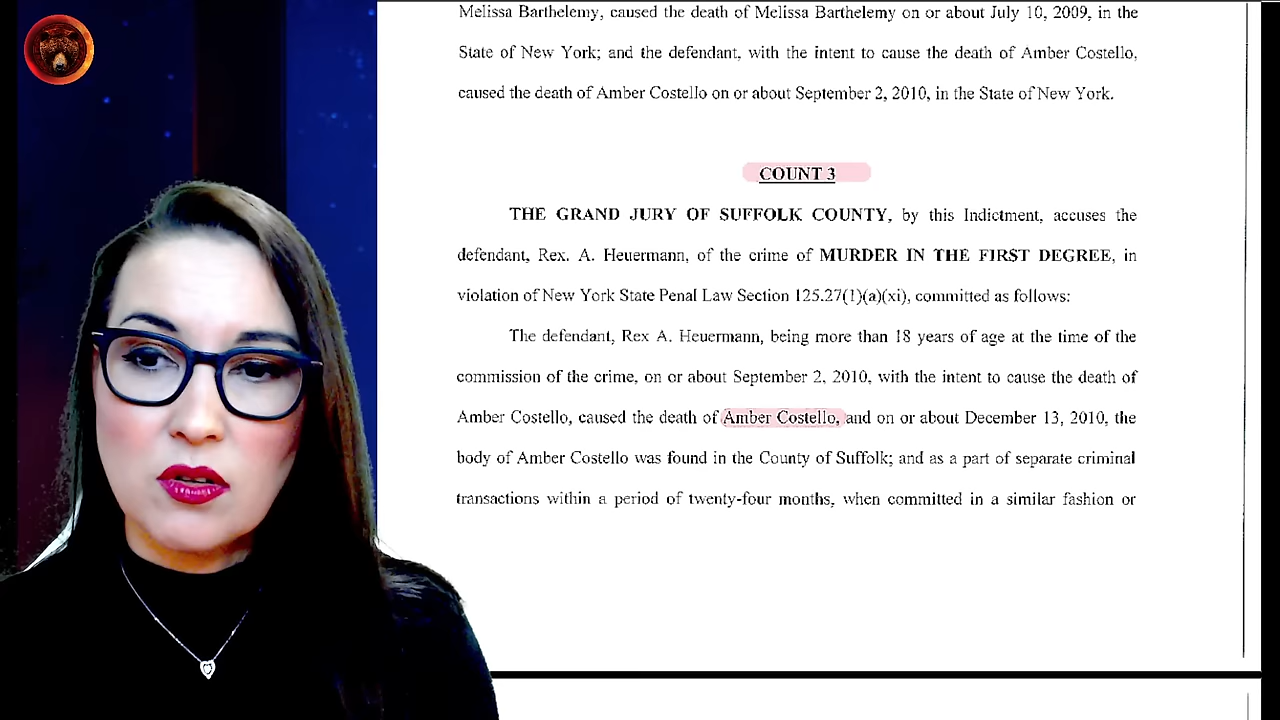 Melissa Barthelemy, caused the death of Melissa Barthelemy on or about July 10, 2009, in the
State of New York; and the defendant, with the intent to cause the death of Amber Costello,
caused the death of Amber Costello on or about September 2, 2010, in the State of New York.
COUNT 3
THE GRAND JURY OF SUFFOLK COUNTY, by this Indictment, accuses the
defendant, Rex. A. Heuermann, of the crime of MURDER IN THE FIRST DEGREE, in
violation of New York State Penal Law Section 125.27(1)(a)(xi), committed as follows:
The defendant, Rex A. Heuermann, being more than 18 years of age at the time of the
commission of the crime, on or about September 2, 2010, with the intent to cause the death of
Amber Costello, caused the death of Amber Costello, and on or about December 13, 2010, the
body of Amber Costello was found in the County of Suffolk; and as a part of separate criminal
transactions within a period of twenty-four months, when committed in a similar fashion or